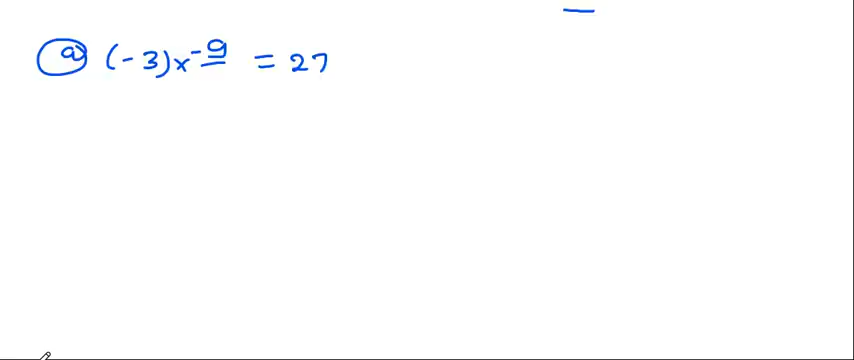 a) (-3) x -9 = 27